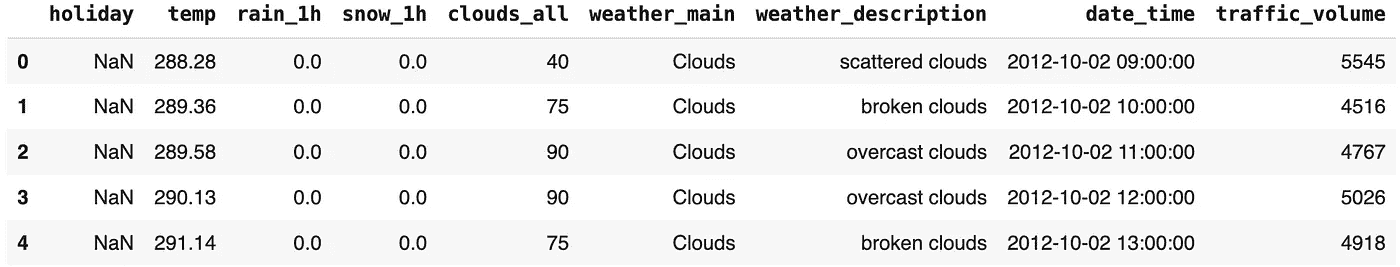 holiday temp rain_1h snow_1h clouds_all weather_main weather_description date_time traffic_volume
0 NaN 288.28 0.0 0.0 40 Clouds scattered clouds 2012-10-02 09:00:00 5545
1 NaN 289.36 0.0 0.0 75 Clouds broken clouds 2012-10-02 10:00:00 4516
2 NaN 289.58 0.0 0.0 90 Clouds overcast clouds 2012-10-02 11:00:00 4767
3 NaN 290.13 0.0 0.0 90 Clouds overcast clouds 2012-10-02 12:00:00 5026
4 NaN 291.14 0.0 0.0 75 Clouds broken clouds 2012-10-02 13:00:00 4918